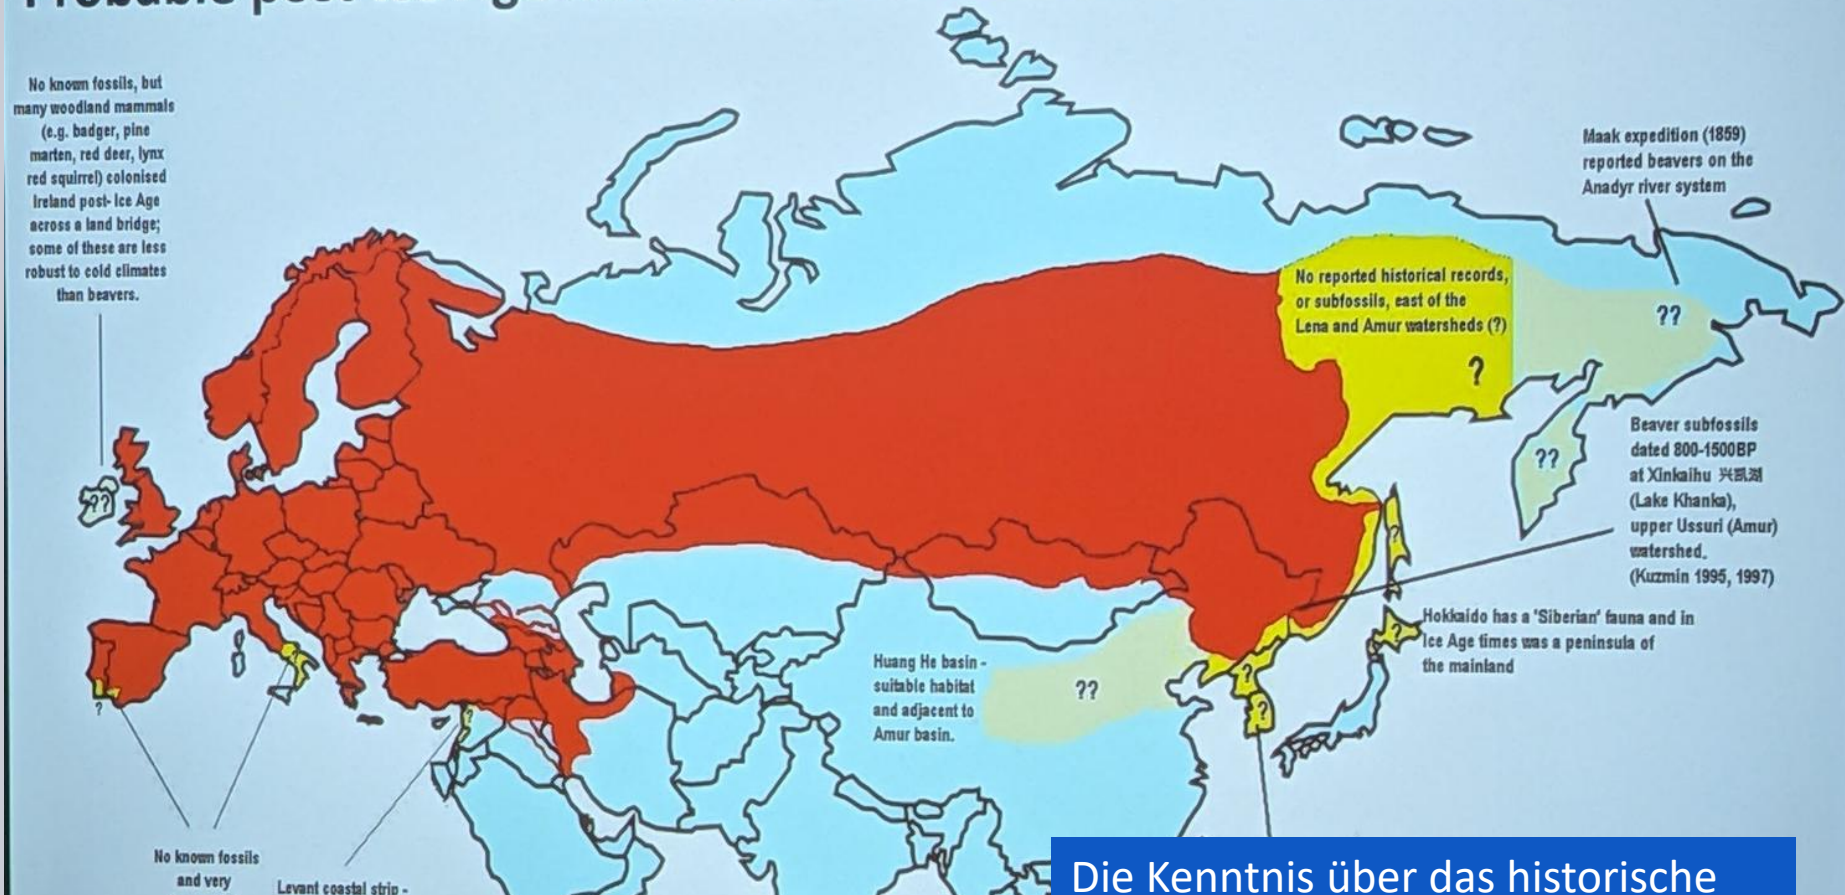 Probable post-
No known fossils, but
many woodland mammals
(e.g. badger, pine
marten, red deer, lynx
red squirrel) colonised
Ireland post- Ice Age
across a land bridge;
some of these are less
robust to cold climates
than beavers.
??
Maak expedition (1859)
reported beavers on the
Anadyr river system
No reported historical records,
or subfossils, east of the
Lena and Amur watersheds (?)
?
??
??
Beaver subfossils
dated 800-1500BP
at Xinkaihu 兴凯湖
(Lake Khanka),
upper Ussuri (Amur)
watershed.
(Kuzmin 1995, 1997)
?
Hokkaido has a 'Siberian' fauna and in
Ice Age times was a peninsula of
the mainland
?
Huang He basin -
suitable habitat
and adjacent to
Amur basin.
??
?
?
?
?
?
No known fossils
and very
Levant coastal strip -
Die Kenntnis über das historische